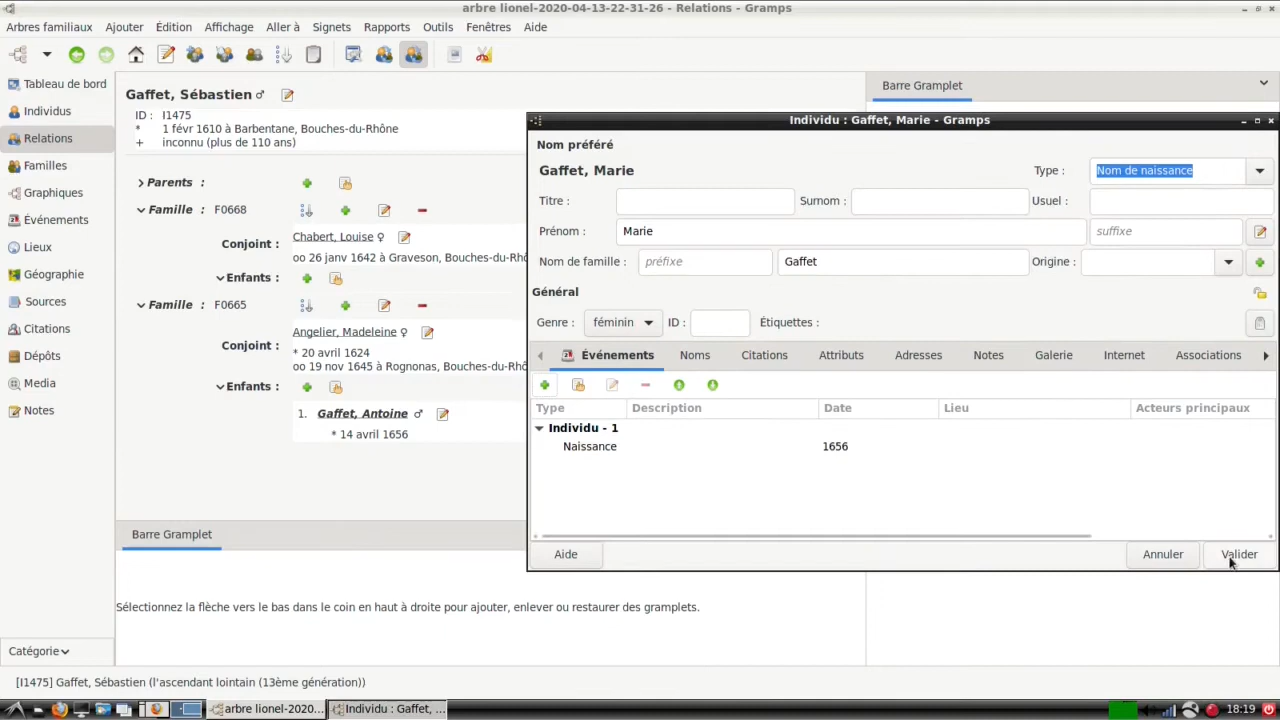 arbre lionel-2020-04-13-22-31-26 - Relations - Gramps
Arbres familiaux Ajouter Édition Affichage Aller à Signets Rapports Outils Fenêtres Aide
Tableau de bord
Individus
Relations
Familles
Graphiques
Événements
Lieux
Géographie
Sources
Citations
Dépôts
Media
Notes
Catégorie
Gaffet, Sébastien ♂
ID : I1475
* 1 févr 1610 à Barbentane, Bouches-du-Rhône
+ inconnu (plus de 110 ans)
Parents :
Famille : F0668
Conjoint : Chabert, Louise ♀
oo 26 janv 1642 à Graveson, Bouches-du-Rhô
Enfants :
Famille : F0665
Conjoint : Angelier, Madeleine ♀
* 20 avril 1624
oo 19 nov 1645 à Rognonas, Bouches-du-Rhô
Enfants :
1. Gaffet, Antoine ♂
* 14 avril 1656
Barre Gramplet
Sélectionnez la flèche vers le bas dans le coin en haut à droite pour ajouter, enlever ou restaurer des gramplets.
Barre Gramplet
Individu : Gaffet, Marie - Gramps
Nom préféré
Gaffet, Marie Type : Nom de naissance
Titre : Surnom : Usuel :
Prénom : Marie suffixe
Nom de famille : préfixe Gaffet Origine :
Général
Genre : féminin ID : Étiquettes :
Événements Noms Citations Attributs Adresses Notes Galerie Internet Associations
Type Description Date Lieu Acteurs principaux
Individu - 1
Naissance 1656
Aide Annuler Valider
[I1475] Gaffet, Sébastien (l'ascendant lointain (13ème génération))
arbre lionel-2020... Individu : Gaffet, ... 18:19